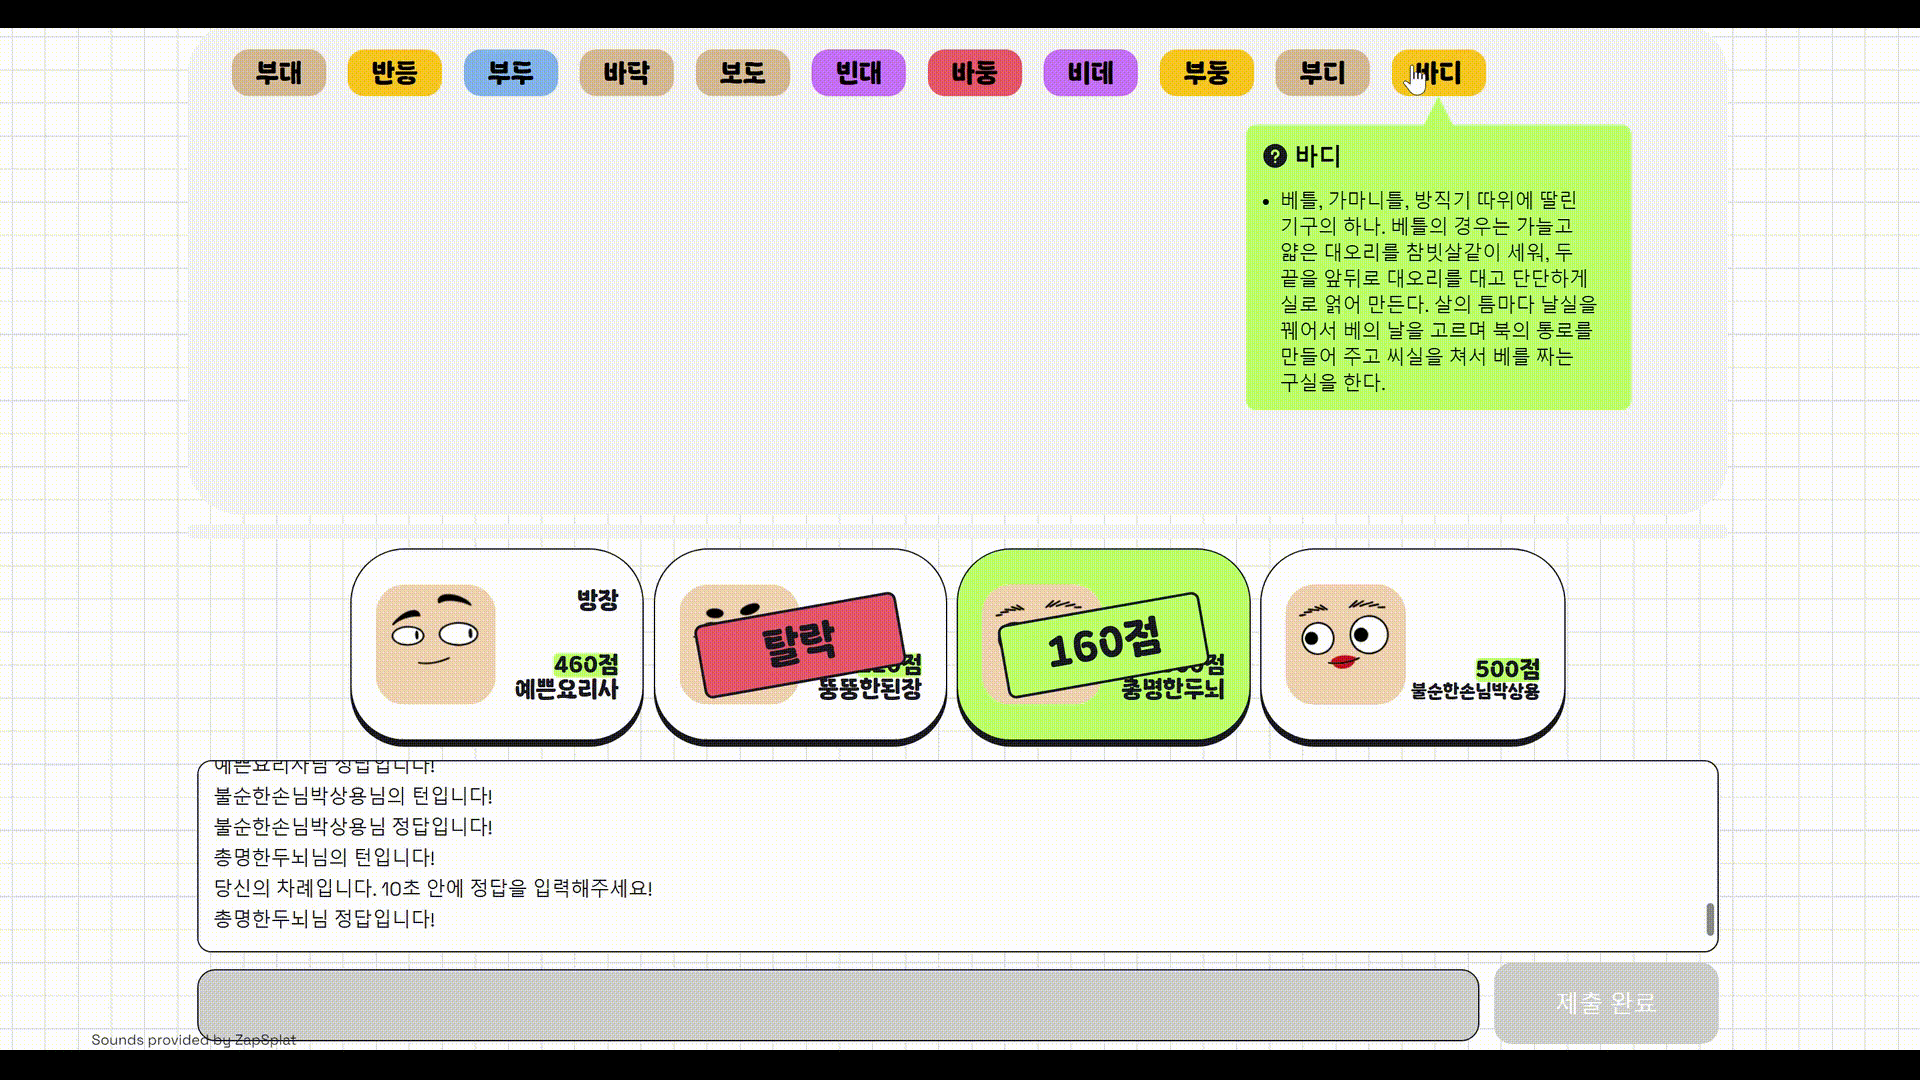 부대 반등 부두 바닥 보도 빈대 바둥 비데 부둥 부디 바디
바디
베틀, 가마니틀, 방직기 따위에 딸린
기구의 하나. 베틀의 경우는 가늘고
얇은 대오리를 참빗살같이 세워, 두
끝을 앞뒤로 대오리를 대고 단단하게
실로 얽어 만든다. 살의 틈마다 날실을
꿰어서 베의 날을 고르며 북의 통로를
만들어 주고 씨실을 쳐서 베를 짜는
구실을 한다.
방장
460점
예쁜요리사
탈락
점
뚱뚱한된장
160점
점
총명한두뇌
500점
불순한손님박상용
예쁜요리사님 정답입니다!
불순한손님박상용님의 턴입니다!
불순한손님박상용님 정답입니다!
총명한두뇌님의 턴입니다!
당신의 차례입니다. 10초 안에 정답을 입력해주세요!
총명한두뇌님 정답입니다!
제출 완료
Sounds provided by ZapSplat